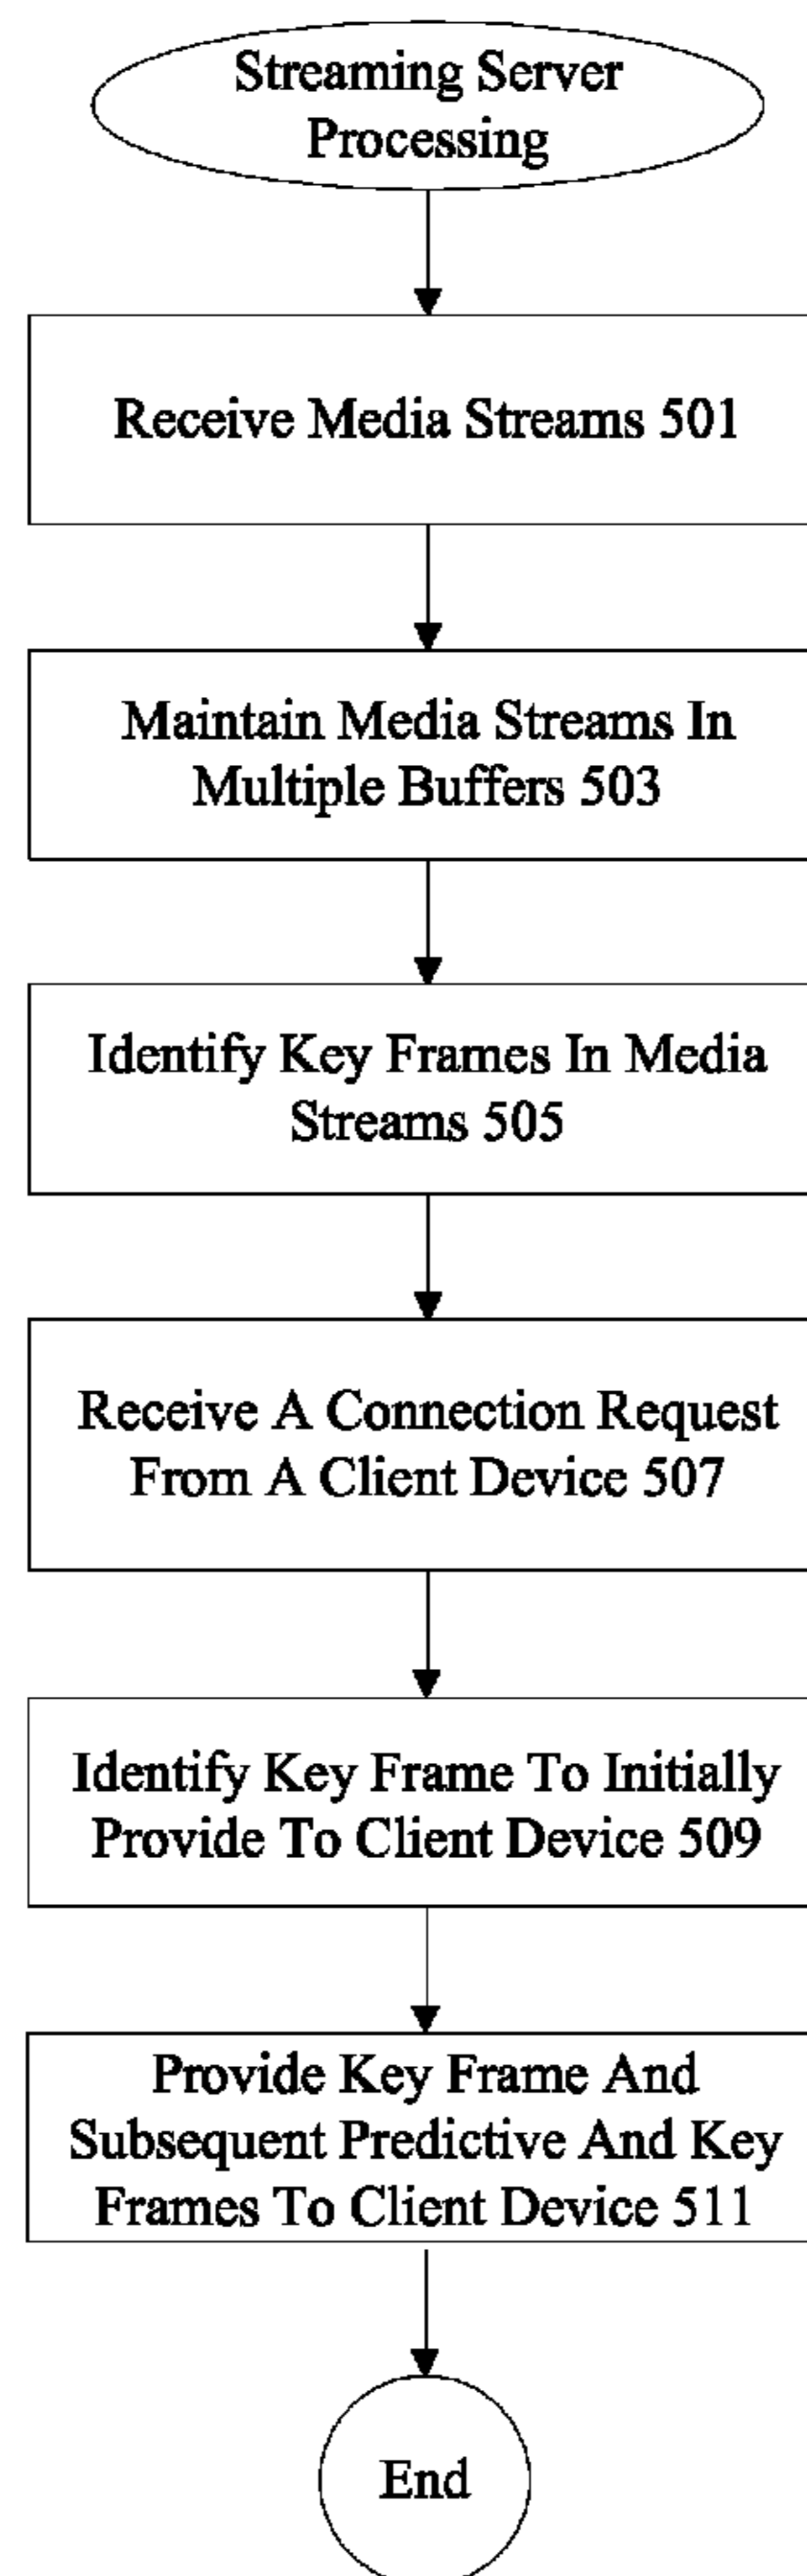 Streaming Server
Processing
Receive Media Streams 501
Maintain Media Streams In
Multiple Buffers 503
Identify Key Frames In Media
Streams 505
Receive A Connection Request
From A Client Device 507
Identify Key Frame To Initially
Provide To Client Device 509
Provide Key Frame And
Subsequent Predictive And Key
Frames To Client Device 511
End